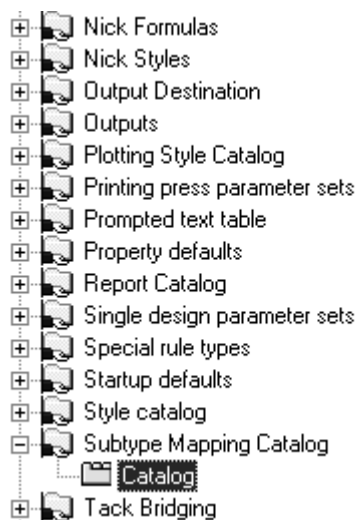 Nick Formulas
Nick Styles
Output Destination
Outputs
Plotting Style Catalog
Printing press parameter sets
Prompted text table
Property defaults
Report Catalog
Single design parameter sets
Special rule types
Startup defaults
Style catalog
Subtype Mapping Catalog
Catalog
Tack Bridging